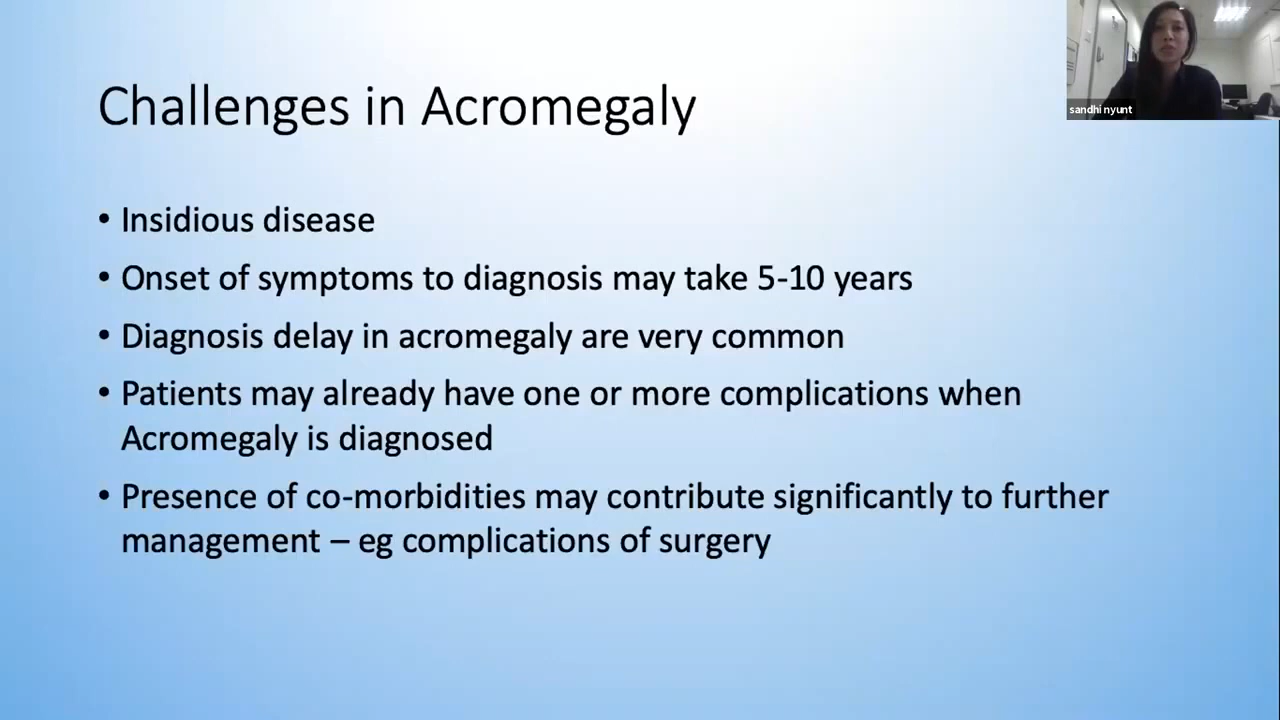 sandhi nyunt
Challenges in Acromegaly
• Insidious disease
• Onset of symptoms to diagnosis may take 5-10 years
• Diagnosis delay in acromegaly are very common
• Patients may already have one or more complications when
Acromegaly is diagnosed
• Presence of co-morbidities may contribute significantly to further
management – eg complications of surgery